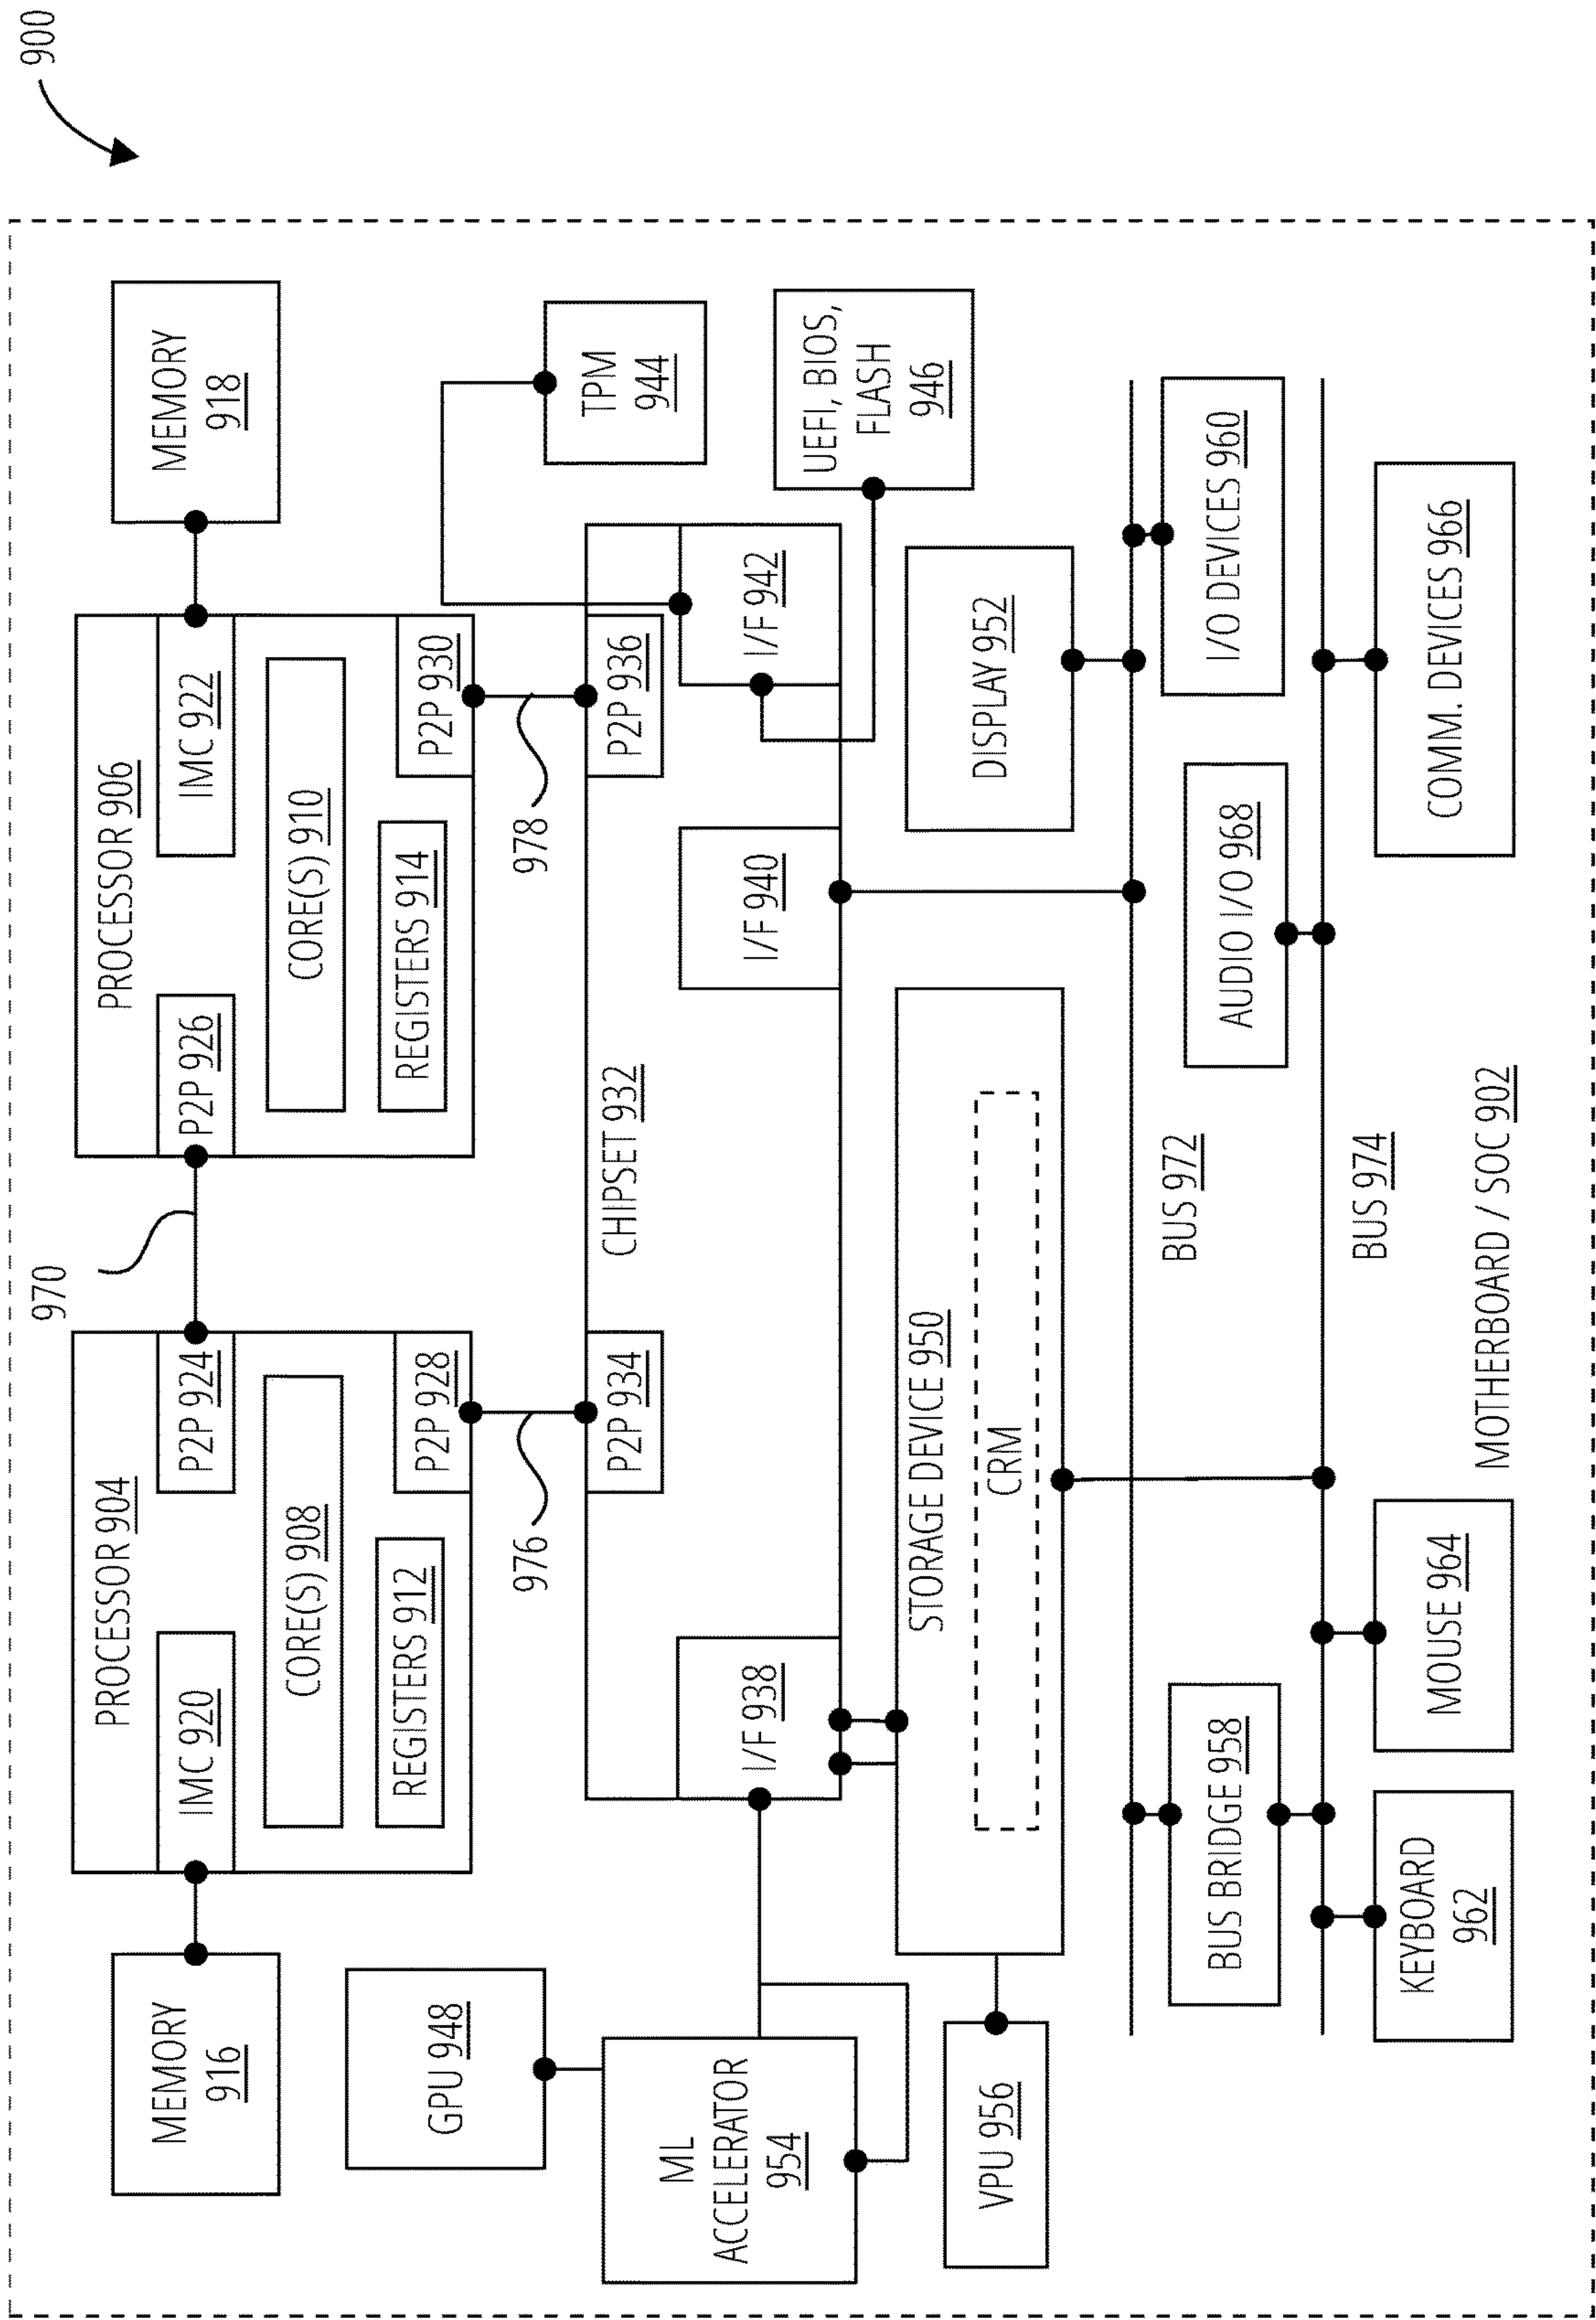 900
MEMORY
916
PROCESSOR 904
IMC 920
P2P 924
CORE(S) 908
REGISTERS 912
P2P 928
970
PROCESSOR 906
P2P 926
IMC 922
CORE(S) 910
REGISTERS 914
P2P 930
MEMORY
918
GPU 948
976
978
TPM
944
P2P 934
CHIPSET 932
P2P 936
ML
ACCELERATOR
954
I/F 938
I/F 940
I/F 942
UEFI, BIOS,
FLASH
946
VPU 956
STORAGE DEVICE 950
CRM
DISPLAY 952
BUS 972
BUS BRIDGE 958
AUDIO I/O 968
I/O DEVICES 960
BUS 974
KEYBOARD
962
MOUSE 964
MOTHERBOARD / SOC 902
COMM. DEVICES 966